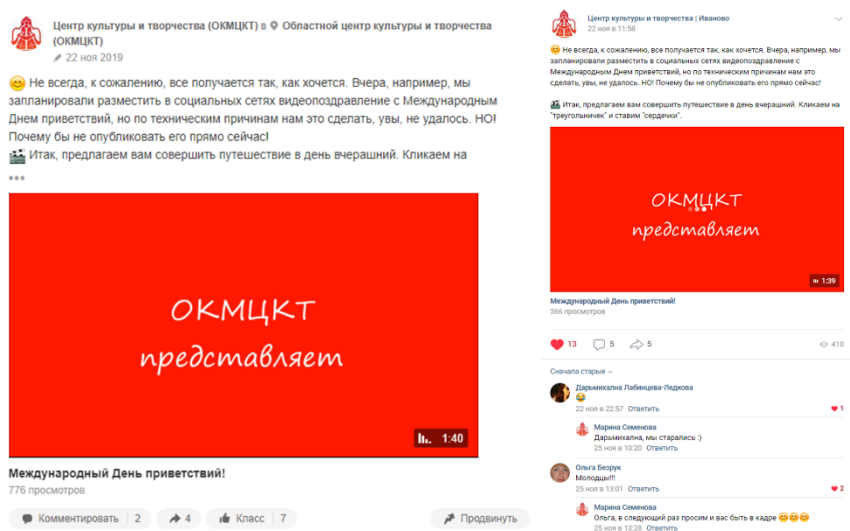 Центр культуры и творчества (ОКМЦКТ) в Областной центр культуры и творчества
(ОКМЦКТ)
22 ноя 2019
Не всегда, к сожалению, все получается так, как хочется. Вчера, например, мы
запланировали разместить в социальных сетях видеопоздравление с Международным
Днем приветствий, но по техническим причинам нам это сделать, увы, не удалось. НО!
Почему бы не опубликовать его прямо сейчас!
Итак, предлагаем вам совершить путешествие в день вчерашний. Кликаем на
...
ОКМЦКТ
представляет
1:40
Международный День приветствий!
776 просмотров
Комментировать 2 4 Класс 7 Продвинуть
Центр культуры и творчества | Иваново
22 ноя в 11:58
Не всегда, к сожалению, все получается так, как хочется. Вчера, например, мы
запланировали разместить в социальных сетях видеопоздравление с
Международным Днем приветствий, но по техническим причинам нам это
сделать, увы, не удалось. НО! Почему бы не опубликовать его прямо сейчас!
Итак, предлагаем вам совершить путешествие в день вчерашний. Кликаем на
"треугольничек" и ставим "сердечки".
ОКМЦКТ
представляет
1:39
Международный День приветствий!
366 просмотров
13 5 5 410
Сначала старые
Дарьмихална Лабинцева-Ледкова
22 ноя в 22:57 Ответить 1
Марина Семенова
Дарьмихална, мы старались :)
25 ноя в 10:20 Ответить
Ольга Безрук
Молодцы!!!
25 ноя в 13:01 Ответить 2
Марина Семенова
Ольга, в следующий раз просим и вас быть в кадре
25 ноя в 13:28 Ответить